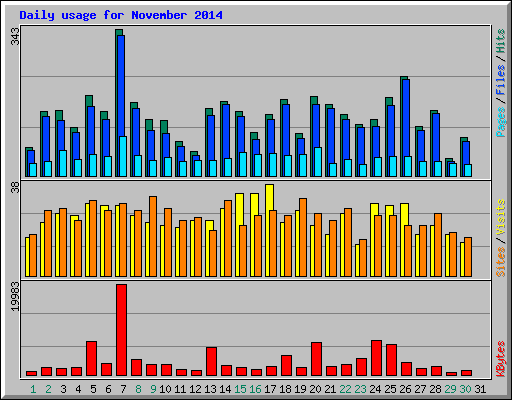 Daily usage for November 2014
343
Pages / Files / Hits
38
Sites / Visits
19983
KBytes
1 2 3 4 5 6 7 8 9 10 11 12 13 14 15 16 17 18 19 20 21 22 23 24 25 26 27 28 29 30 31